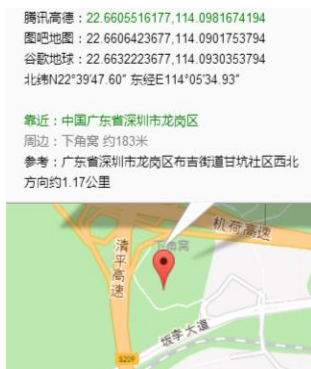 腾讯高德：22.6605516177,114.0981674194
图吧地图：22.6606423677,114.0901753794
谷歌地球：22.6632223677,114.0930353794
北纬N22°39′47.60″ 东经E114°05′34.93″
靠近：中国广东省深圳市龙岗区
周边：下角窝 约183米
参考：广东省深圳市龙岗区布吉街道甘坑社区西北
方向约1.17公里
机荷高速
下角窝
清平高速
坂李大道
S209